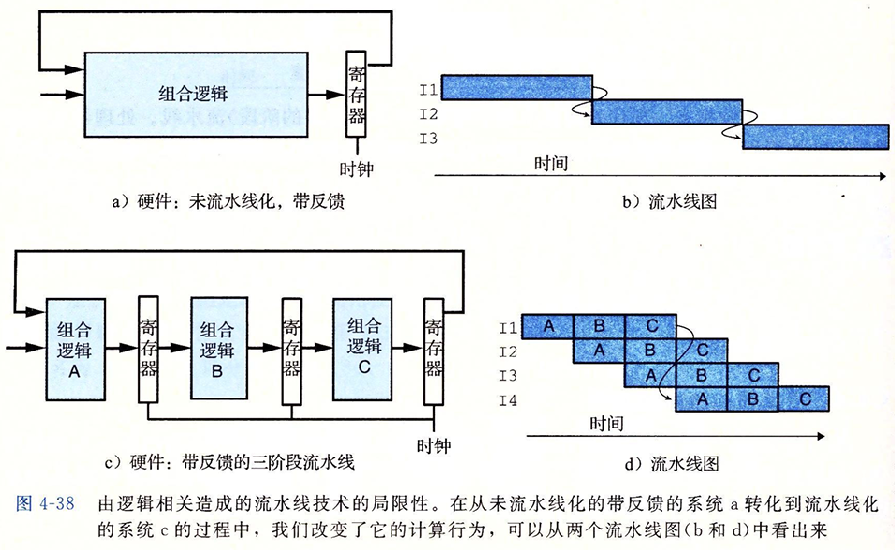 组合逻辑
寄存器
时钟
a）硬件：未流水线化，带反馈
I1
I2
I3
时间
b）流水线图
组合逻辑 A
寄存器
组合逻辑 B
寄存器
组合逻辑 C
寄存器
时钟
c）硬件：带反馈的三阶段流水线
I1 A B C
I2 A B C
I3 A B C
I4 A B C
时间
d）流水线图
图 4-38 由逻辑相关造成的流水线技术的局限性。在从未流水线化的带反馈的系统 a 转化到流水线化
的系统 c 的过程中，我们改变了它的计算行为，可以从两个流水线图(b 和 d)中看出来